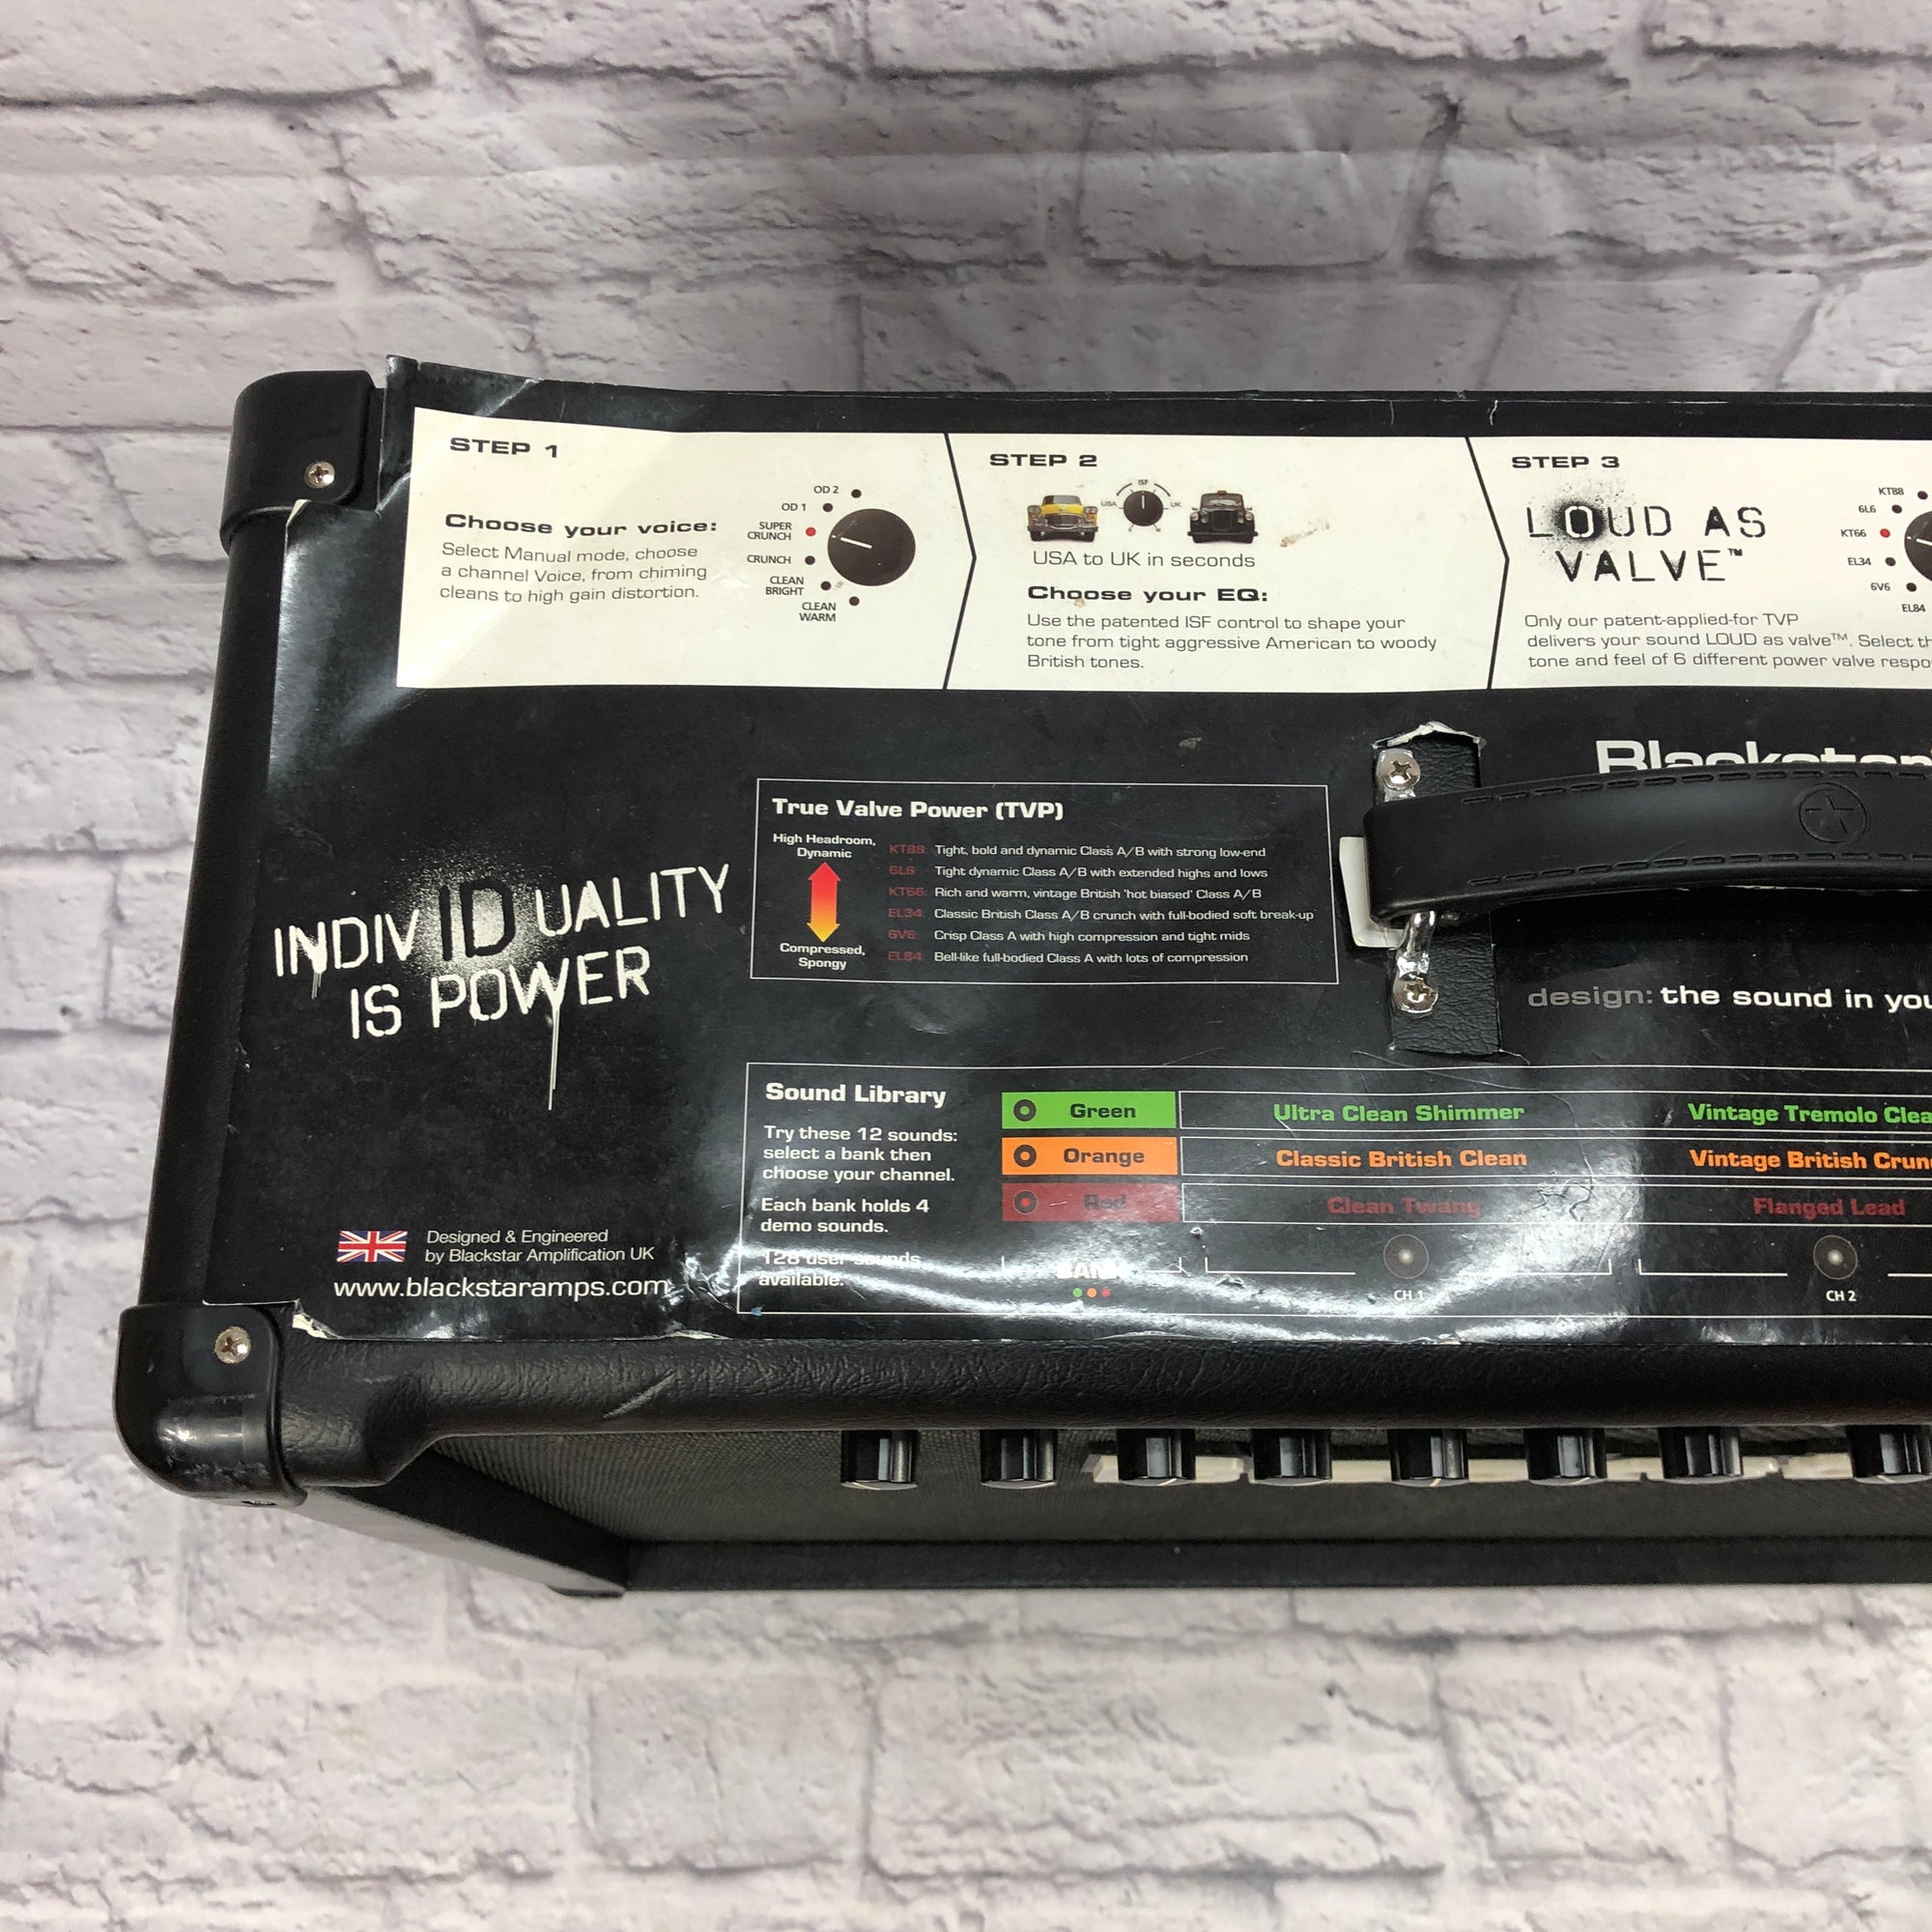 STEP 1
Choose your voice:
Select Manual mode, choose
a channel Voice, from chiming
cleans to high gain distortion.
OD 2
OD 1
SUPER
CRUNCH
CRUNCH
CLEAN
BRIGHT
CLEAN
WARM
STEP 2
USA
ISF
UK
USA to UK in seconds
Choose your EQ:
Use the patented ISF control to shape your
tone from tight aggressive American to woody
British tones.
STEP 3
LOUD AS
VALVE™
KT88
6L6
KT66
EL34
6V6
EL84
Only our patent-applied-for TVP
delivers your sound LOUD as valve™. Select
tone and feel of 6 different power valve
Blackstar
True Valve Power (TVP)
High Headroom,
Dynamic
Compressed,
Spongy
KT88: Tight, bold and dynamic Class A/B with strong low-end
6L6: Tight dynamic Class A/B with extended highs and lows
KT66: Rich and warm, vintage British 'hot biased' Class A/B
EL34: Classic British Class A/B crunch with full-bodied soft break-up
6V6: Crisp Class A with high compression and tight mids
EL84: Bell-like full-bodied Class A with lots of compression
INDIVIDUALITY
IS POWER
design: the sound in
Sound Library
Try these 12 sounds:
select a bank then
choose your channel.
Each bank holds 4
demo sounds.
128 user sounds
available.
Green Ultra Clean Shimmer Vintage Tremolo
Orange Classic British Clean Vintage British
Red Clean Twang Flanged Lead
BANK
CH 1
CH 2
Designed & Engineered
by Blackstar Amplification UK
www.blackstaramps.com